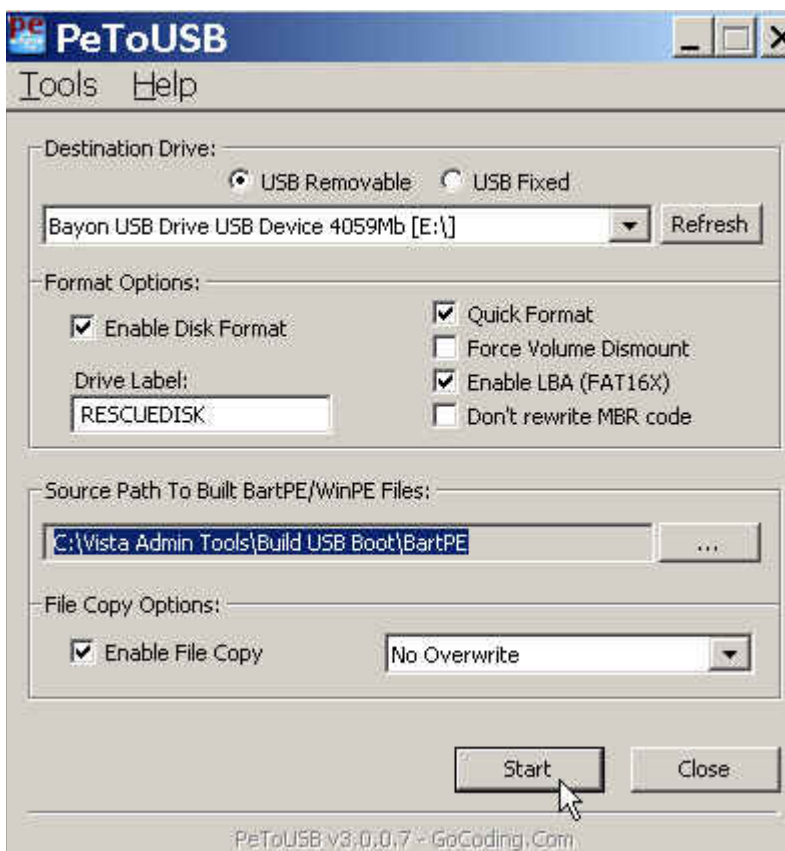 pe
PeToUSB
Tools Help
Destination Drive:
USB Removable USB Fixed
Bayon USB Drive USB Device 4059Mb [E:\]
Refresh
Format Options:
Enable Disk Format
Quick Format
Force Volume Dismount
Drive Label:
Enable LBA (FAT16X)
RESCUEDISK
Don't rewrite MBR code
Source Path To Built BartPE/WinPE Files:
C:\Vista Admin Tools\Build USB Boot\BartPE
...
File Copy Options:
Enable File Copy
No Overwrite
Start Close
PeToUSB v3.0.0.7 - GoCoding.Com